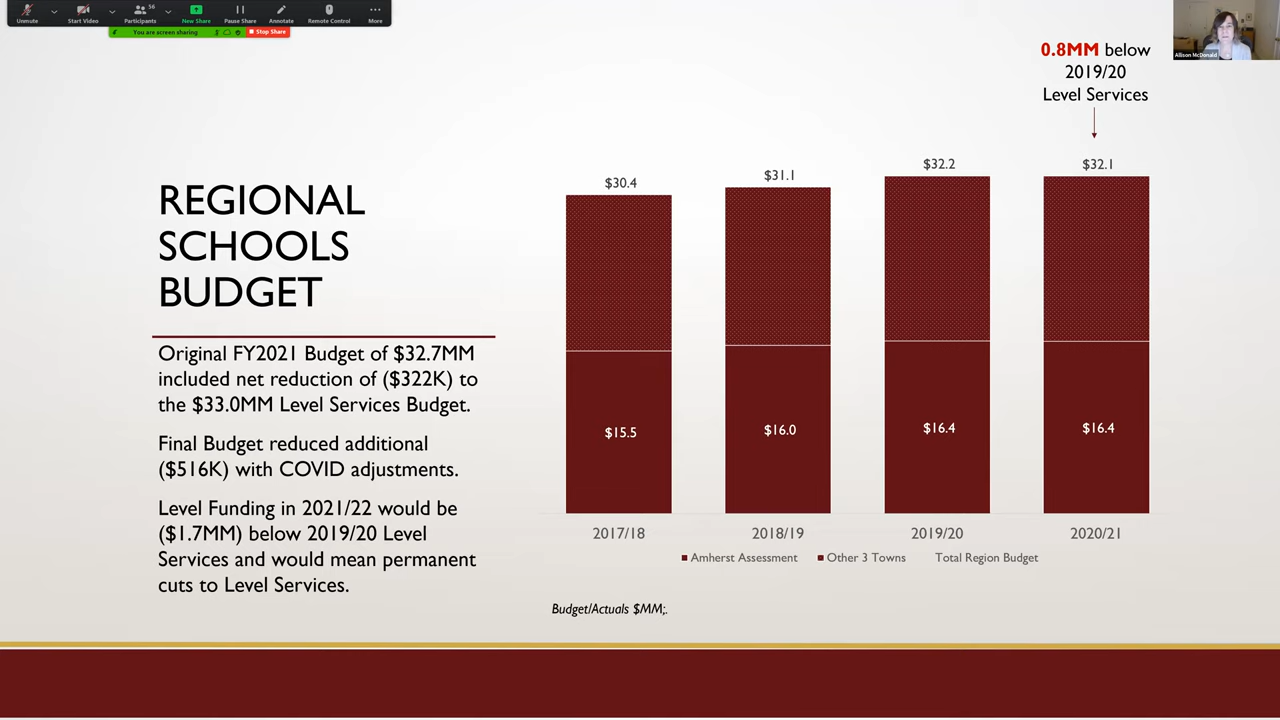 Unmute
Start Video
Participants
36
New Share
Pause Share
Annotate
Remote Control
More
You are screen sharing
Stop Share
Allison McDonald
0.8MM below
2019/20
Level Services
REGIONAL
SCHOOLS
BUDGET
Original FY2021 Budget of $32.7MM
included net reduction of ($322K) to
the $33.0MM Level Services Budget.
Final Budget reduced additional
($516K) with COVID adjustments.
Level Funding in 2021/22 would be
($1.7MM) below 2019/20 Level
Services and would mean permanent
cuts to Level Services.
$30.4
$31.1
$32.2
$32.1
$15.5
$16.0
$16.4
$16.4
2017/18
2018/19
2019/20
2020/21
Amherst Assessment
Other 3 Towns
Total Region Budget
Budget/Actuals $MM;.